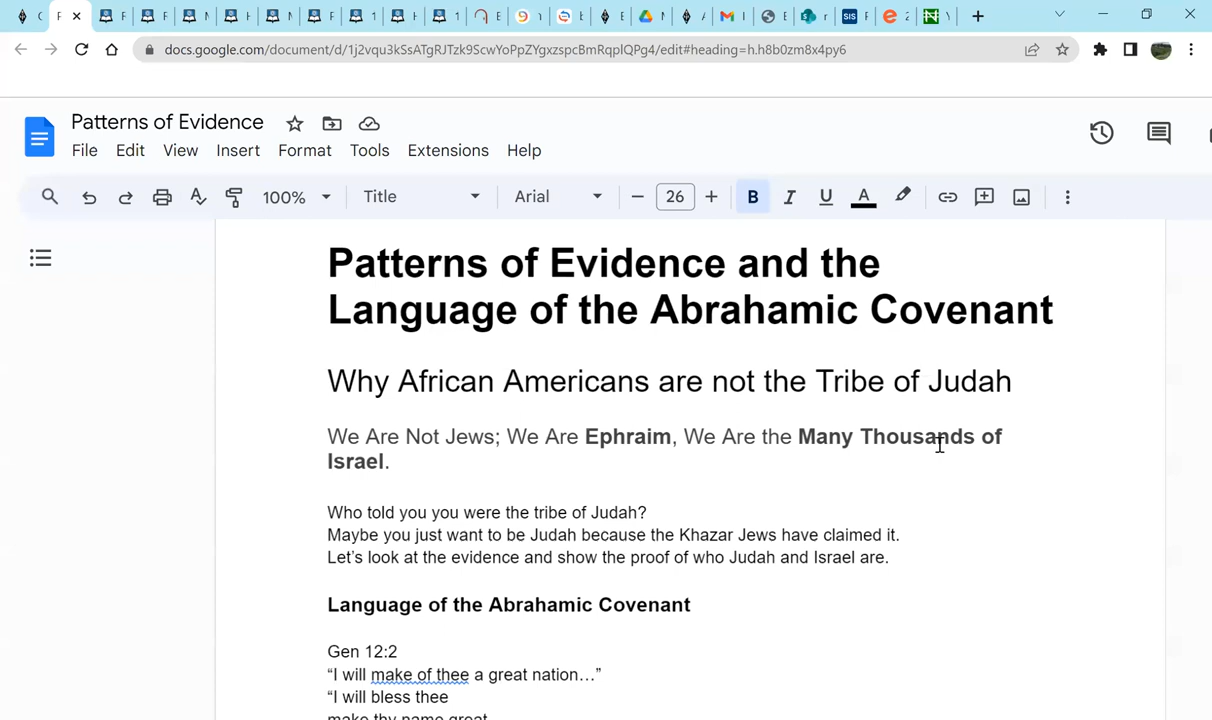 docs.google.com/document/d/1j2vqu3kSsATgRJTzk9ScwYoPpZYgxzspcBmRqplQPg4/edit#heading=h.h8b0zm8x4py6
Patterns of Evidence
File Edit View Insert Format Tools Extensions Help
100% Title Arial 26 B I U A
Patterns of Evidence and the
Language of the Abrahamic Covenant
Why African Americans are not the Tribe of Judah
We Are Not Jews; We Are Ephraim, We Are the Many Thousands of
Israel.
Who told you you were the tribe of Judah?
Maybe you just want to be Judah because the Khazar Jews have claimed it.
Let's look at the evidence and show the proof of who Judah and Israel are.
Language of the Abrahamic Covenant
Gen 12:2
“I will make of thee a great nation…”
“I will bless thee
make thy name great